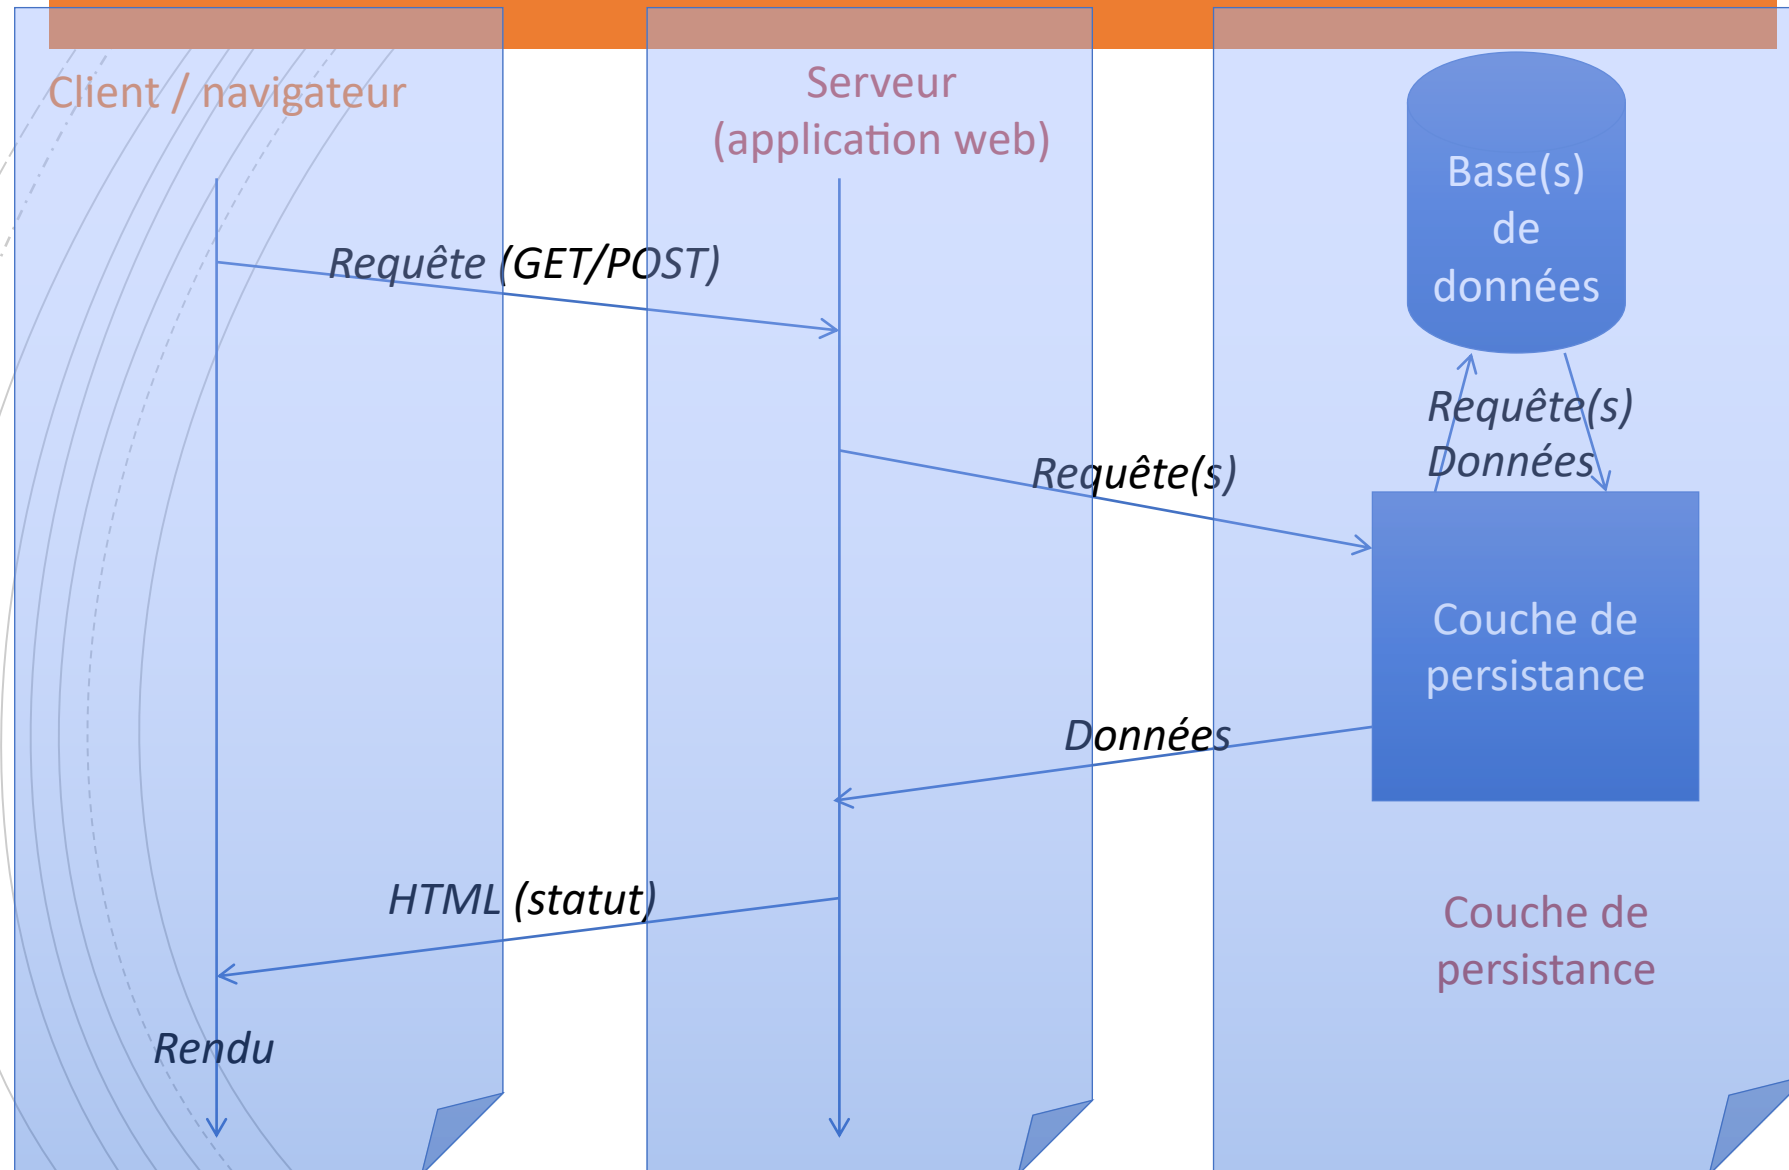 Client / navigateur
Serveur
(application web)
Base(s)
de
données
Requête (GET/POST)
Requête(s)
Données
Requête(s)
Couche de
persistance
Données
HTML (statut)
Couche de
persistance
Rendu